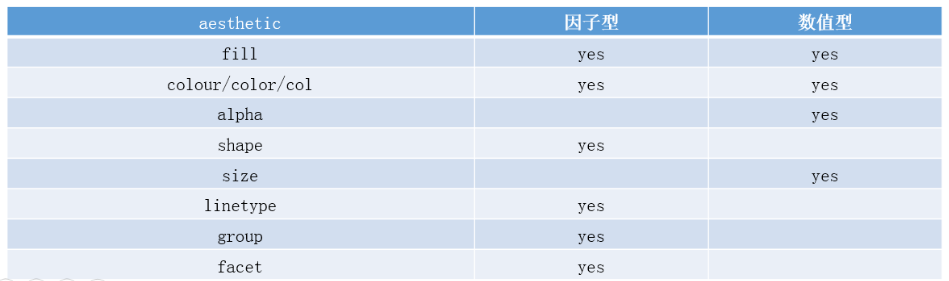 aesthetic 因子型 数值型
fill yes yes
colour/color/col yes yes
alpha yes
shape yes
size yes
linetype yes
group yes
facet yes